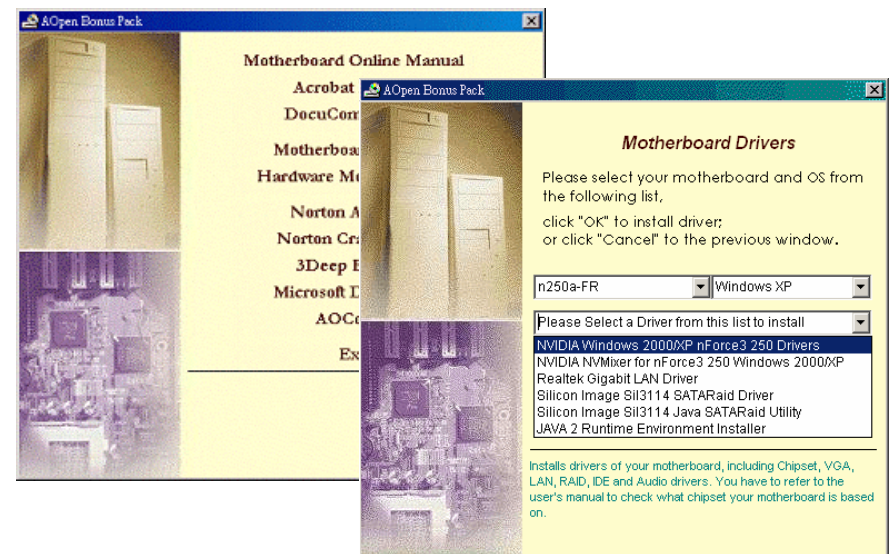 AOpen Bonus Pack
Motherboard Online Manual
Acrobat
Motherboa
Hardware Mo
Norton A
Norton Cra
3Deep
Microsoft
Ex
AOpen Bonus Pack
Motherboard Drivers
Please select your motherboard and OS from
the following list,
click "OK" to install driver;
or click "Cancel" to the previous window.
n250a-FR Windows XP
Please Select a Driver from this list to install
NVIDIA Windows 2000/XP nForce3 250 Drivers
NVIDIA NVMixer for nForce3 250 Windows 2000/XP
Realtek Gigabit LAN Driver
Silicon Image SiI3114 SATARaid Driver
Silicon Image SiI3114 Java SATARaid Utility
JAVA 2 Runtime Environment Installer
Installs drivers of your motherboard, including Chipset, VGA,
LAN, RAID, IDE and Audio drivers. You have to refer to the
user's manual to check what chipset your motherboard is based
on.